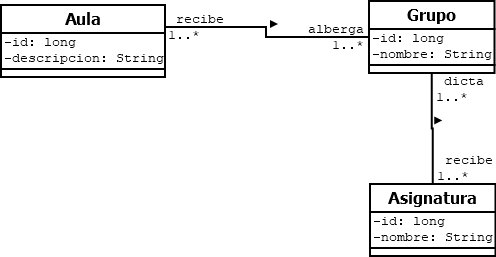 Aula
-id: long
-descripcion: String
recibe
1..*
alberga
1..*
Grupo
-id: long
-nombre: String
dicta
1..*
recibe
1..*
Asignatura
-id: long
-nombre: String